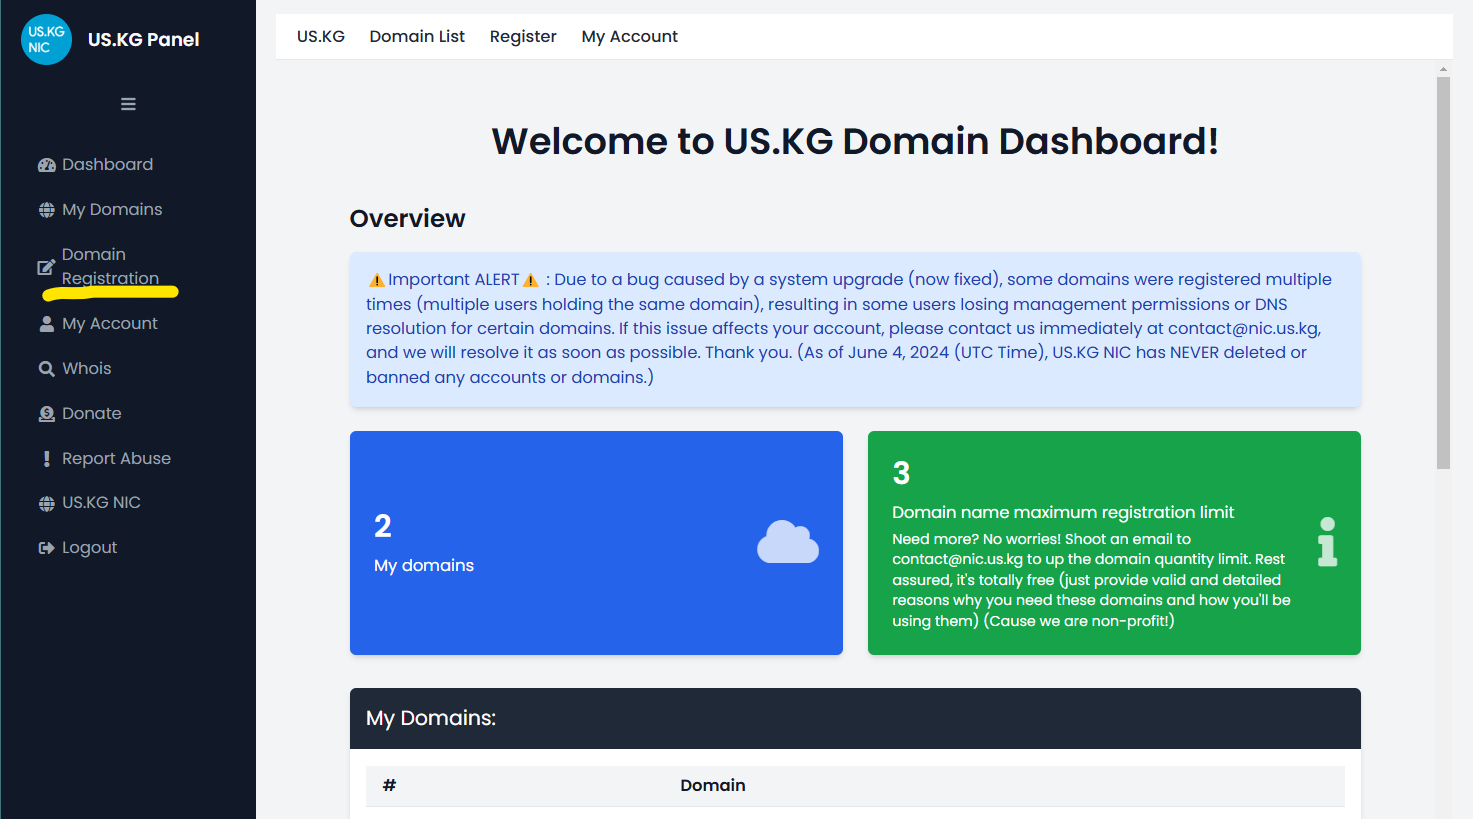 US.KG
NIC
US.KG Panel
Dashboard
My Domains
Domain
Registration
My Account
Whois
Donate
Report Abuse
US.KG NIC
Logout
US.KG Domain List Register My Account
Welcome to US.KG Domain Dashboard!
Overview
⚠️Important ALERT⚠️ : Due to a bug caused by a system upgrade (now fixed), some domains were registered multiple
times (multiple users holding the same domain), resulting in some users losing management permissions or DNS
resolution for certain domains. If this issue affects your account, please contact us immediately at contact@nic.us.kg,
and we will resolve it as soon as possible. Thank you. (As of June 4, 2024 (UTC Time), US.KG NIC has NEVER deleted or
banned any accounts or domains.)
2
My domains
3
Domain name maximum registration limit
Need more? No worries! Shoot an email to
contact@nic.us.kg to up the domain quantity limit. Rest
assured, it's totally free (just provide valid and detailed
reasons why you need these domains and how you'll be
using them) (Cause we are non-profit!)
My Domains:
# Domain